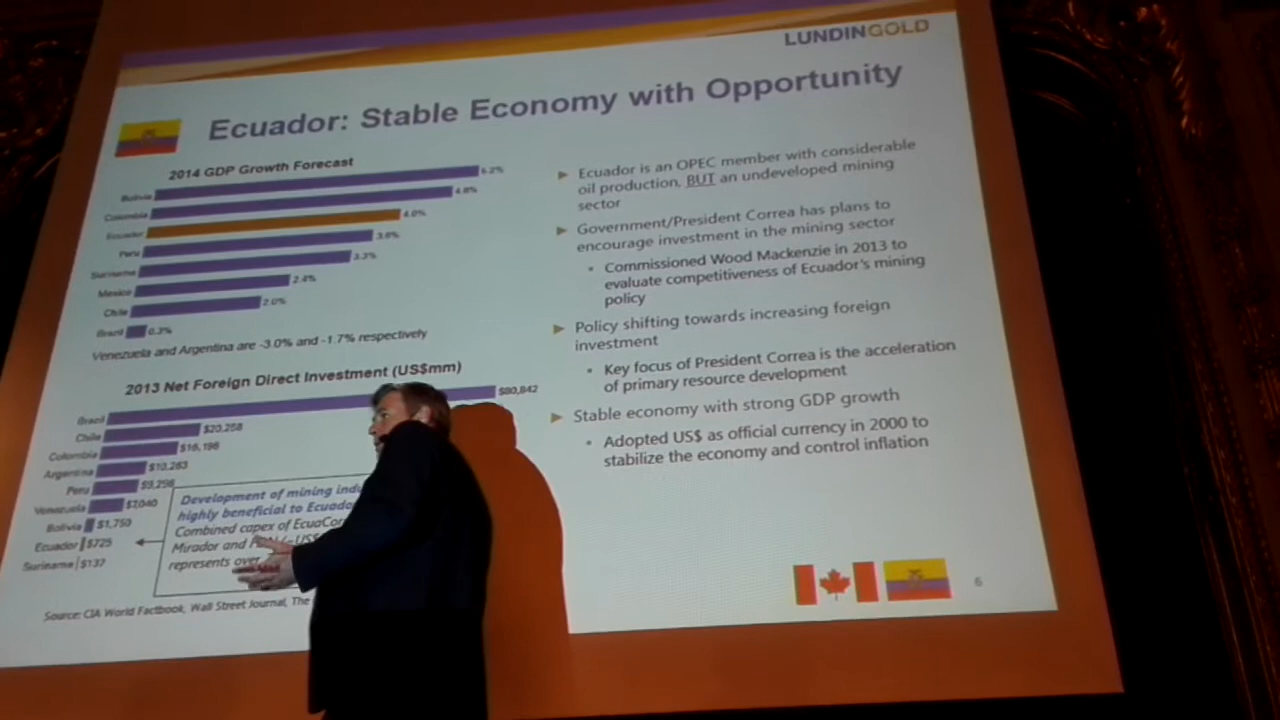 LUNDINGOLD
Ecuador: Stable Economy with Opportunity
2014 GDP Growth Forecast
Bolivia
Colombia 4.8%
Ecuador 4.0%
Peru 3.8%
Suriname 3.3%
Mexico 2.4%
Chile 2.0%
Brazil 0.3%
Venezuela and Argentina are -3.0% and -1.7% respectively
2013 Net Foreign Direct Investment (US$mm)
Brazil $80,842
Chile $20,258
Colombia $16,198
Argentina
Peru
Venezuela $7,040
Bolivia $1,750
Ecuador $725
Suriname $137
Development of mining
highly beneficial to
Combined capex of
Mirador and
represents over
Source: CIA World Factbook, Wall Street Journal, The
Ecuador is an OPEC member with considerable
oil production, BUT an undeveloped mining
sector
Government/President Correa has plans to
encourage investment in the mining sector
Commissioned Wood Mackenzie in 2013 to
evaluate competitiveness of Ecuador's mining
policy
Policy shifting towards increasing foreign
investment
Key focus of President Correa is the acceleration
of primary resource development
Stable economy with strong GDP growth
Adopted US$ as official currency in 2000 to
stabilize the economy and control inflation
6